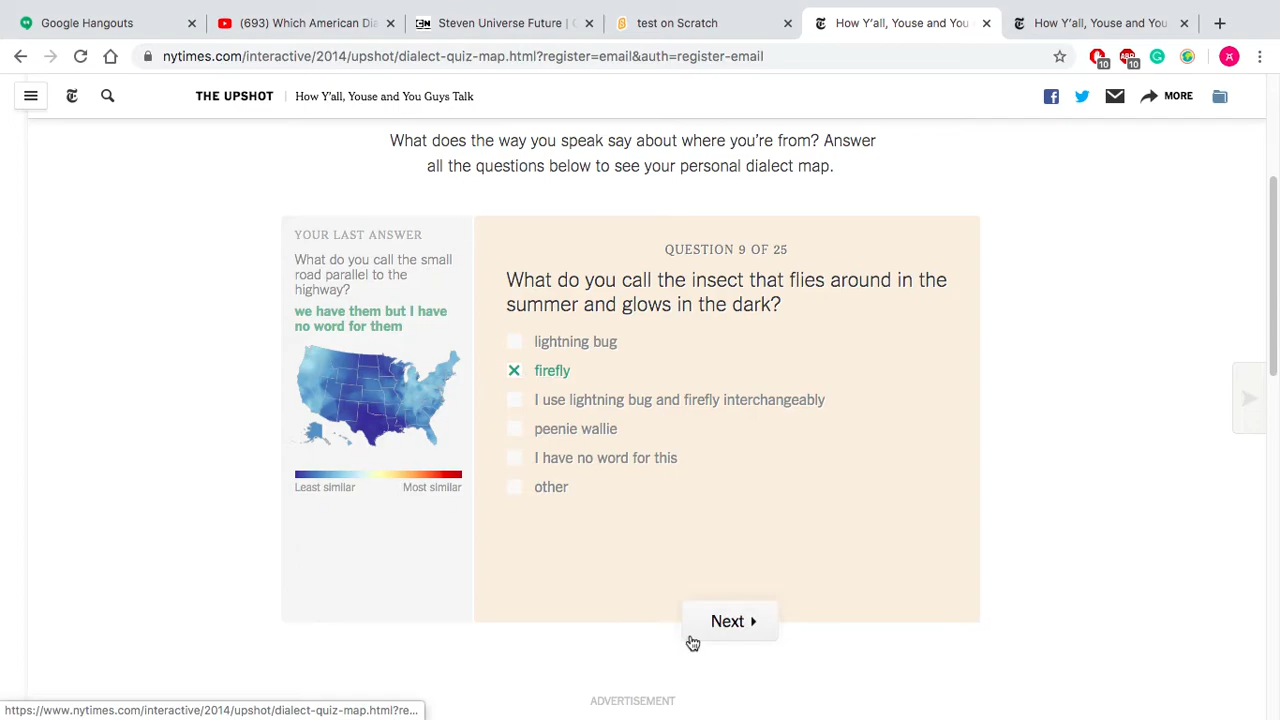 Google Hangouts
(693) Which American Dia
Steven Universe Future | C
test on Scratch
How Y'all, Youse and You
How Y'all, Youse and You
nytimes.com/interactive/2014/upshot/dialect-quiz-map.html?register=email&auth=register-email
10
10
THE UPSHOT | How Y'all, Youse and You Guys Talk
MORE
What does the way you speak say about where you're from? Answer
all the questions below to see your personal dialect map.
YOUR LAST ANSWER
What do you call the small
road parallel to the
highway?
we have them but I have
no word for them
Least similar Most similar
QUESTION 9 OF 25
What do you call the insect that flies around in the
summer and glows in the dark?
lightning bug
firefly
I use lightning bug and firefly interchangeably
peenie wallie
I have no word for this
other
Next
ADVERTISEMENT
https://www.nytimes.com/interactive/2014/upshot/dialect-quiz-map.html?re...